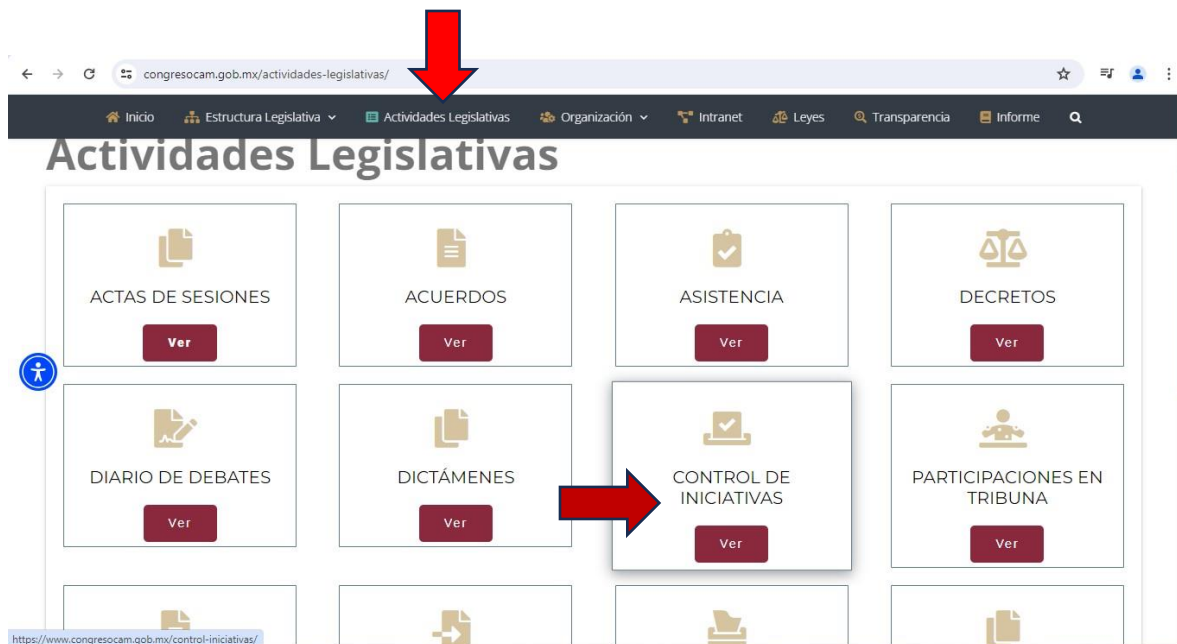 congresocam.gob.mx/actividades-legislativas/
Inicio Estructura Legislativa Actividades Legislativas Organización Intranet Leyes Transparencia Informe
Actividades Legislativas
ACTAS DE SESIONES ACUERDOS ASISTENCIA DECRETOS
Ver Ver Ver Ver
DIARIO DE DEBATES DICTÁMENES CONTROL DE PARTICIPACIONES EN
INICIATIVAS TRIBUNA
Ver Ver Ver Ver
https://www.congresocam.gob.mx/control-iniciativas/